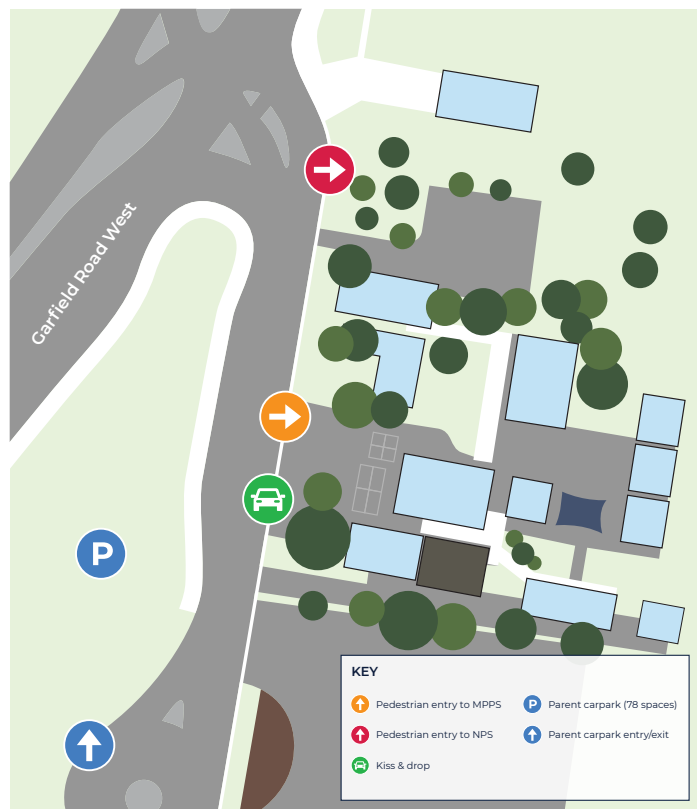 Garfield Road West
P
KEY
Pedestrian entry to MPPS
Pedestrian entry to NPS
Kiss & drop
P Parent carpark (78 spaces)
Parent carpark entry/exit